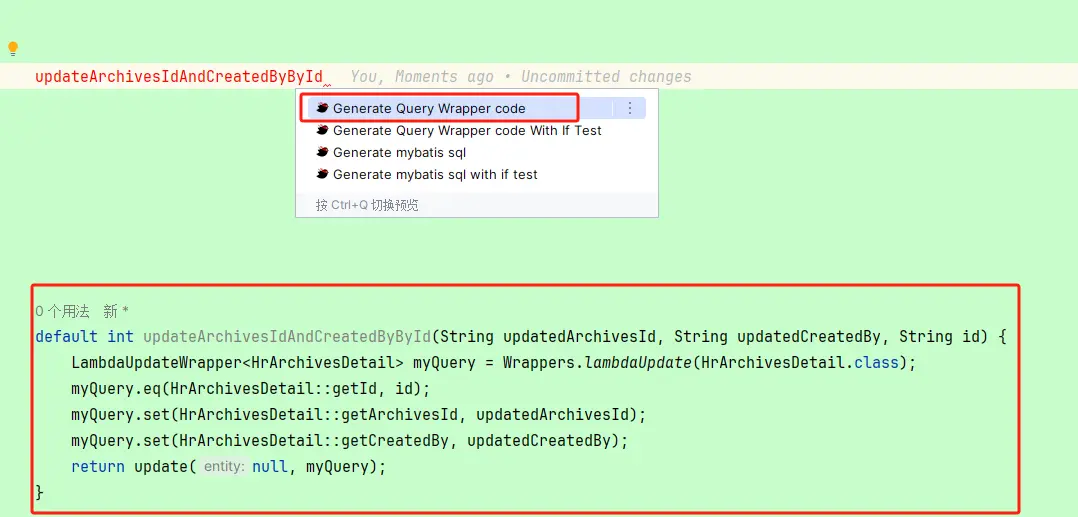 updateArchivesIdAndCreatedByById You, Moments ago • Uncommitted changes
Generate Query Wrapper code
Generate Query Wrapper code With If Test
Generate mybatis sql
Generate mybatis sql with if test
按 Ctrl+Q 切换预览
0 个用法 新 *
default int updateArchivesIdAndCreatedByById(String updatedArchivesId, String updatedCreatedBy, String id) {
    LambdaUpdateWrapper<HrArchivesDetail> myQuery = Wrappers.lambdaUpdate(HrArchivesDetail.class);
    myQuery.eq(HrArchivesDetail::getId, id);
    myQuery.set(HrArchivesDetail::getArchivesId, updatedArchivesId);
    myQuery.set(HrArchivesDetail::getCreatedBy, updatedCreatedBy);
    return update( entity: null, myQuery);
}